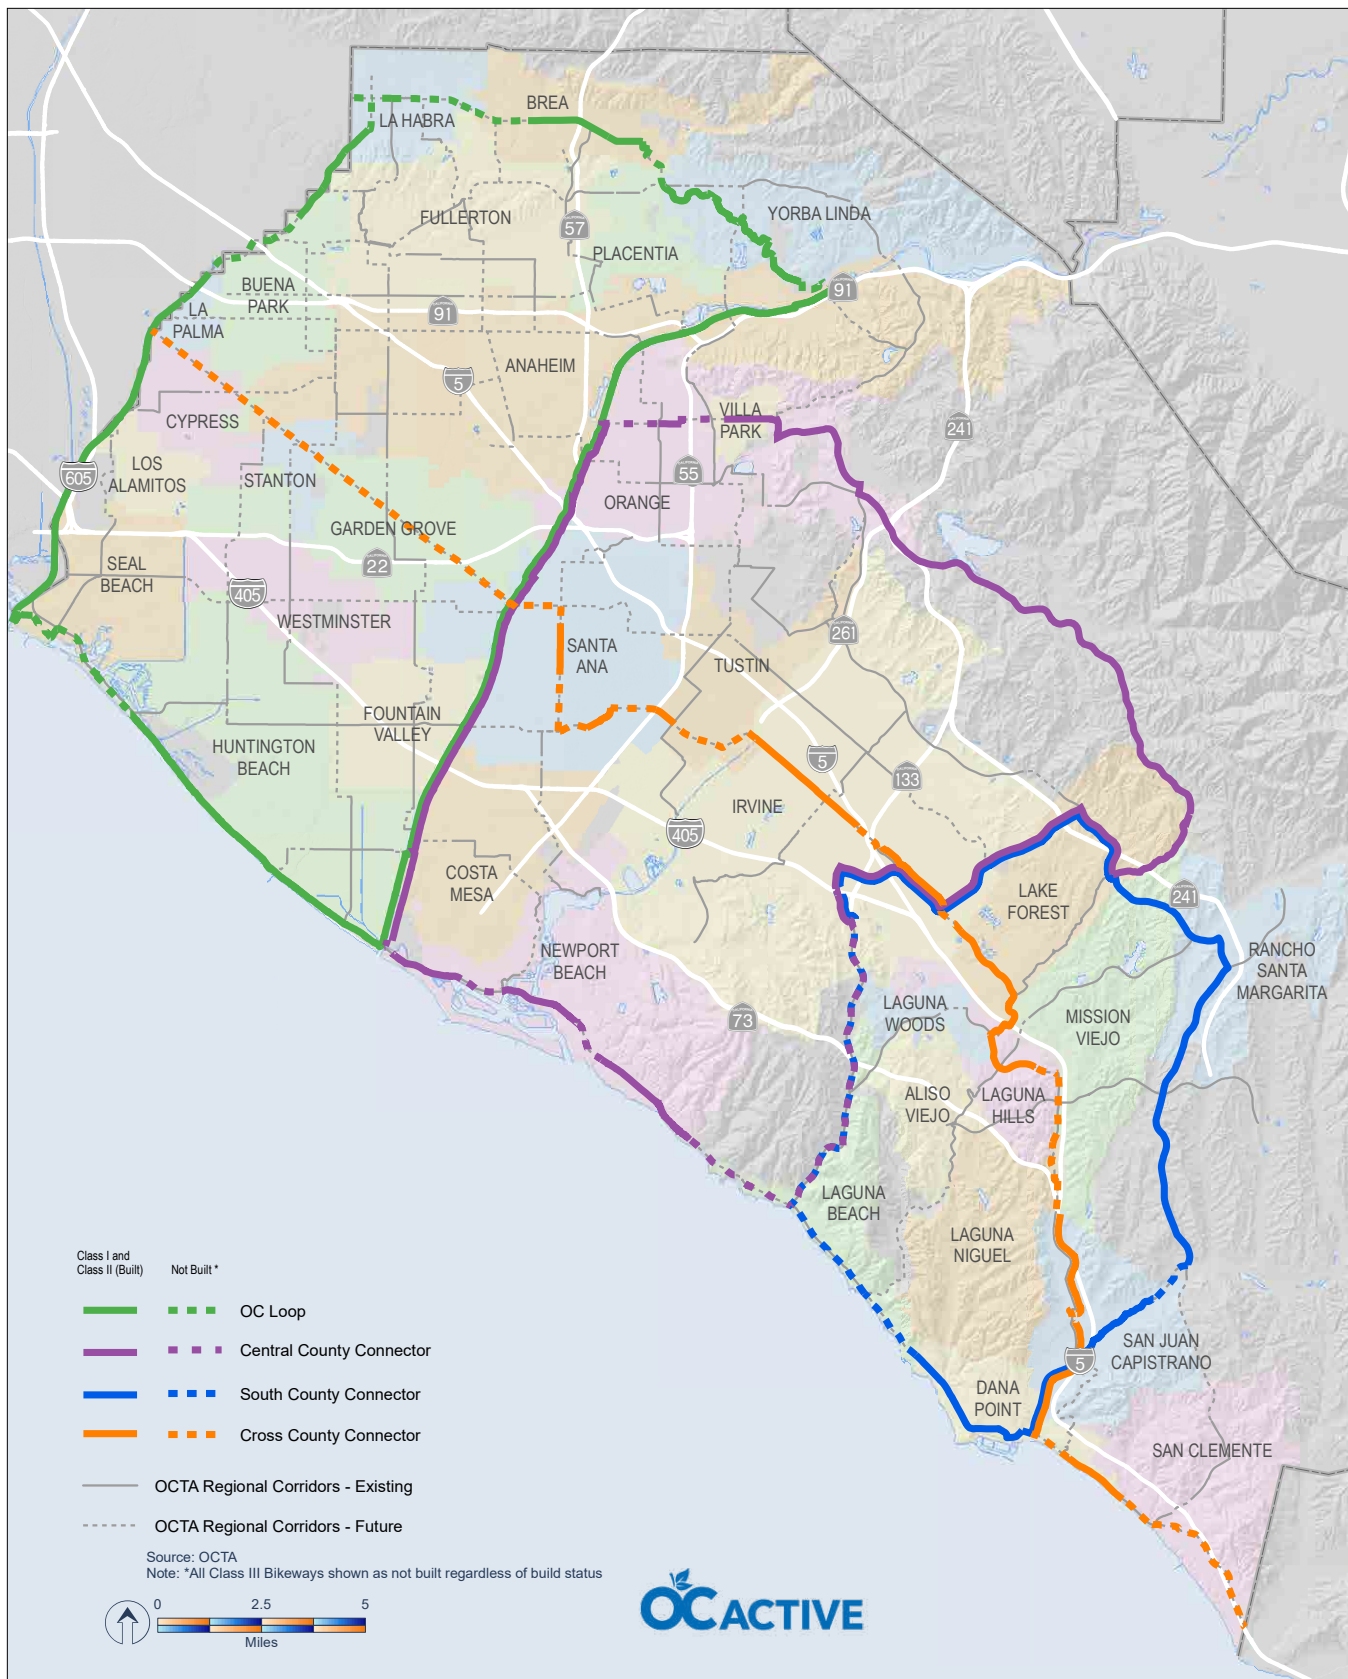 BREA
LA HABRA
FULLERTON
57
YORBA LINDA
PLACENTIA
BUENA
PARK
91
LA
PALMA
91
ANAHEIM
5
CYPRESS
VILLA
PARK
241
LOS
ALAMITOS
605
STANTON
55
ORANGE
GARDEN GROVE
SEAL
BEACH
22
405
WESTMINSTER
261
SANTA
ANA
TUSTIN
FOUNTAIN
VALLEY
HUNTINGTON
BEACH
5
133
IRVINE
405
COSTA
MESA
LAKE
FOREST
241
NEWPORT
BEACH
RANCHO
SANTA
MARGARITA
LAGUNA
WOODS
73
MISSION
VIEJO
ALISO
VIEJO
LAGUNA
HILLS
LAGUNA
BEACH
LAGUNA
NIGUEL
SAN JUAN
CAPISTRANO
5
DANA
POINT
SAN CLEMENTE
Class I and
Class II (Built)
Not Built *
OC Loop
Central County Connector
South County Connector
Cross County Connector
OCTA Regional Corridors - Existing
OCTA Regional Corridors - Future
Source: OCTA
Note: *All Class III Bikeways shown as not built regardless of build status
0 2.5 5
Miles
OC ACTIVE